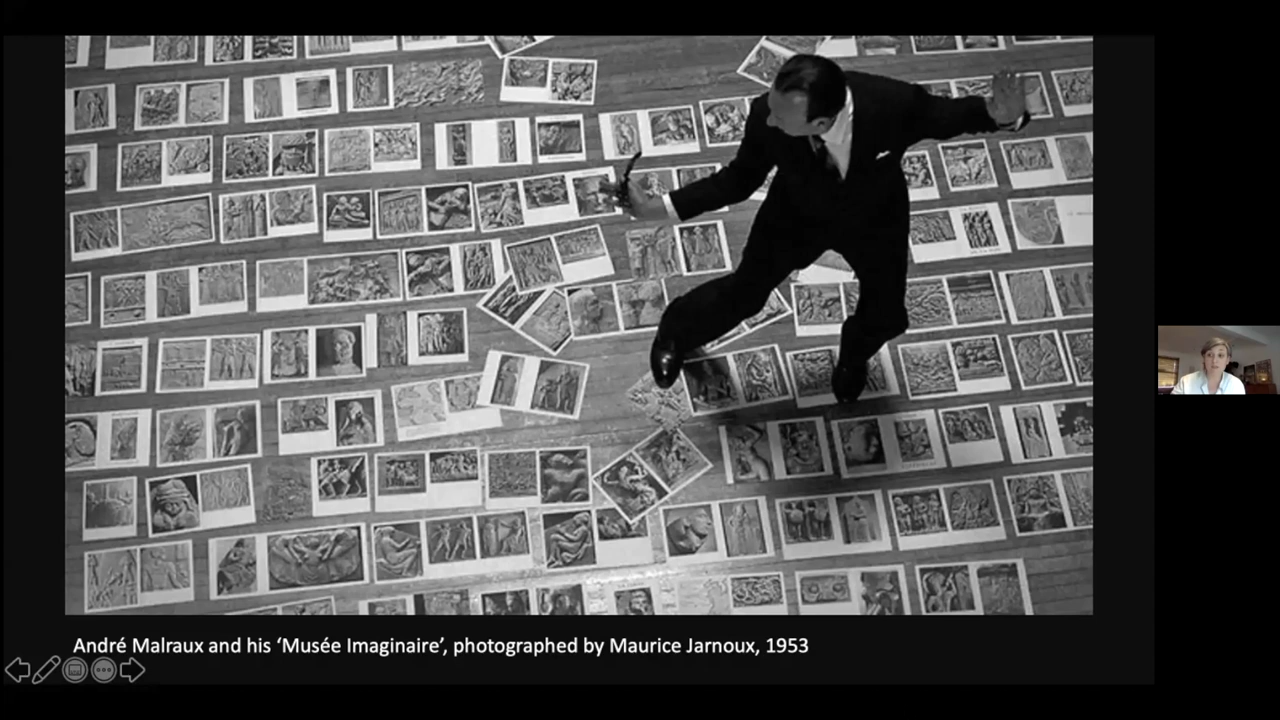 André Malraux and his ‘Musée Imaginaire’, photographed by Maurice Jarnoux, 1953